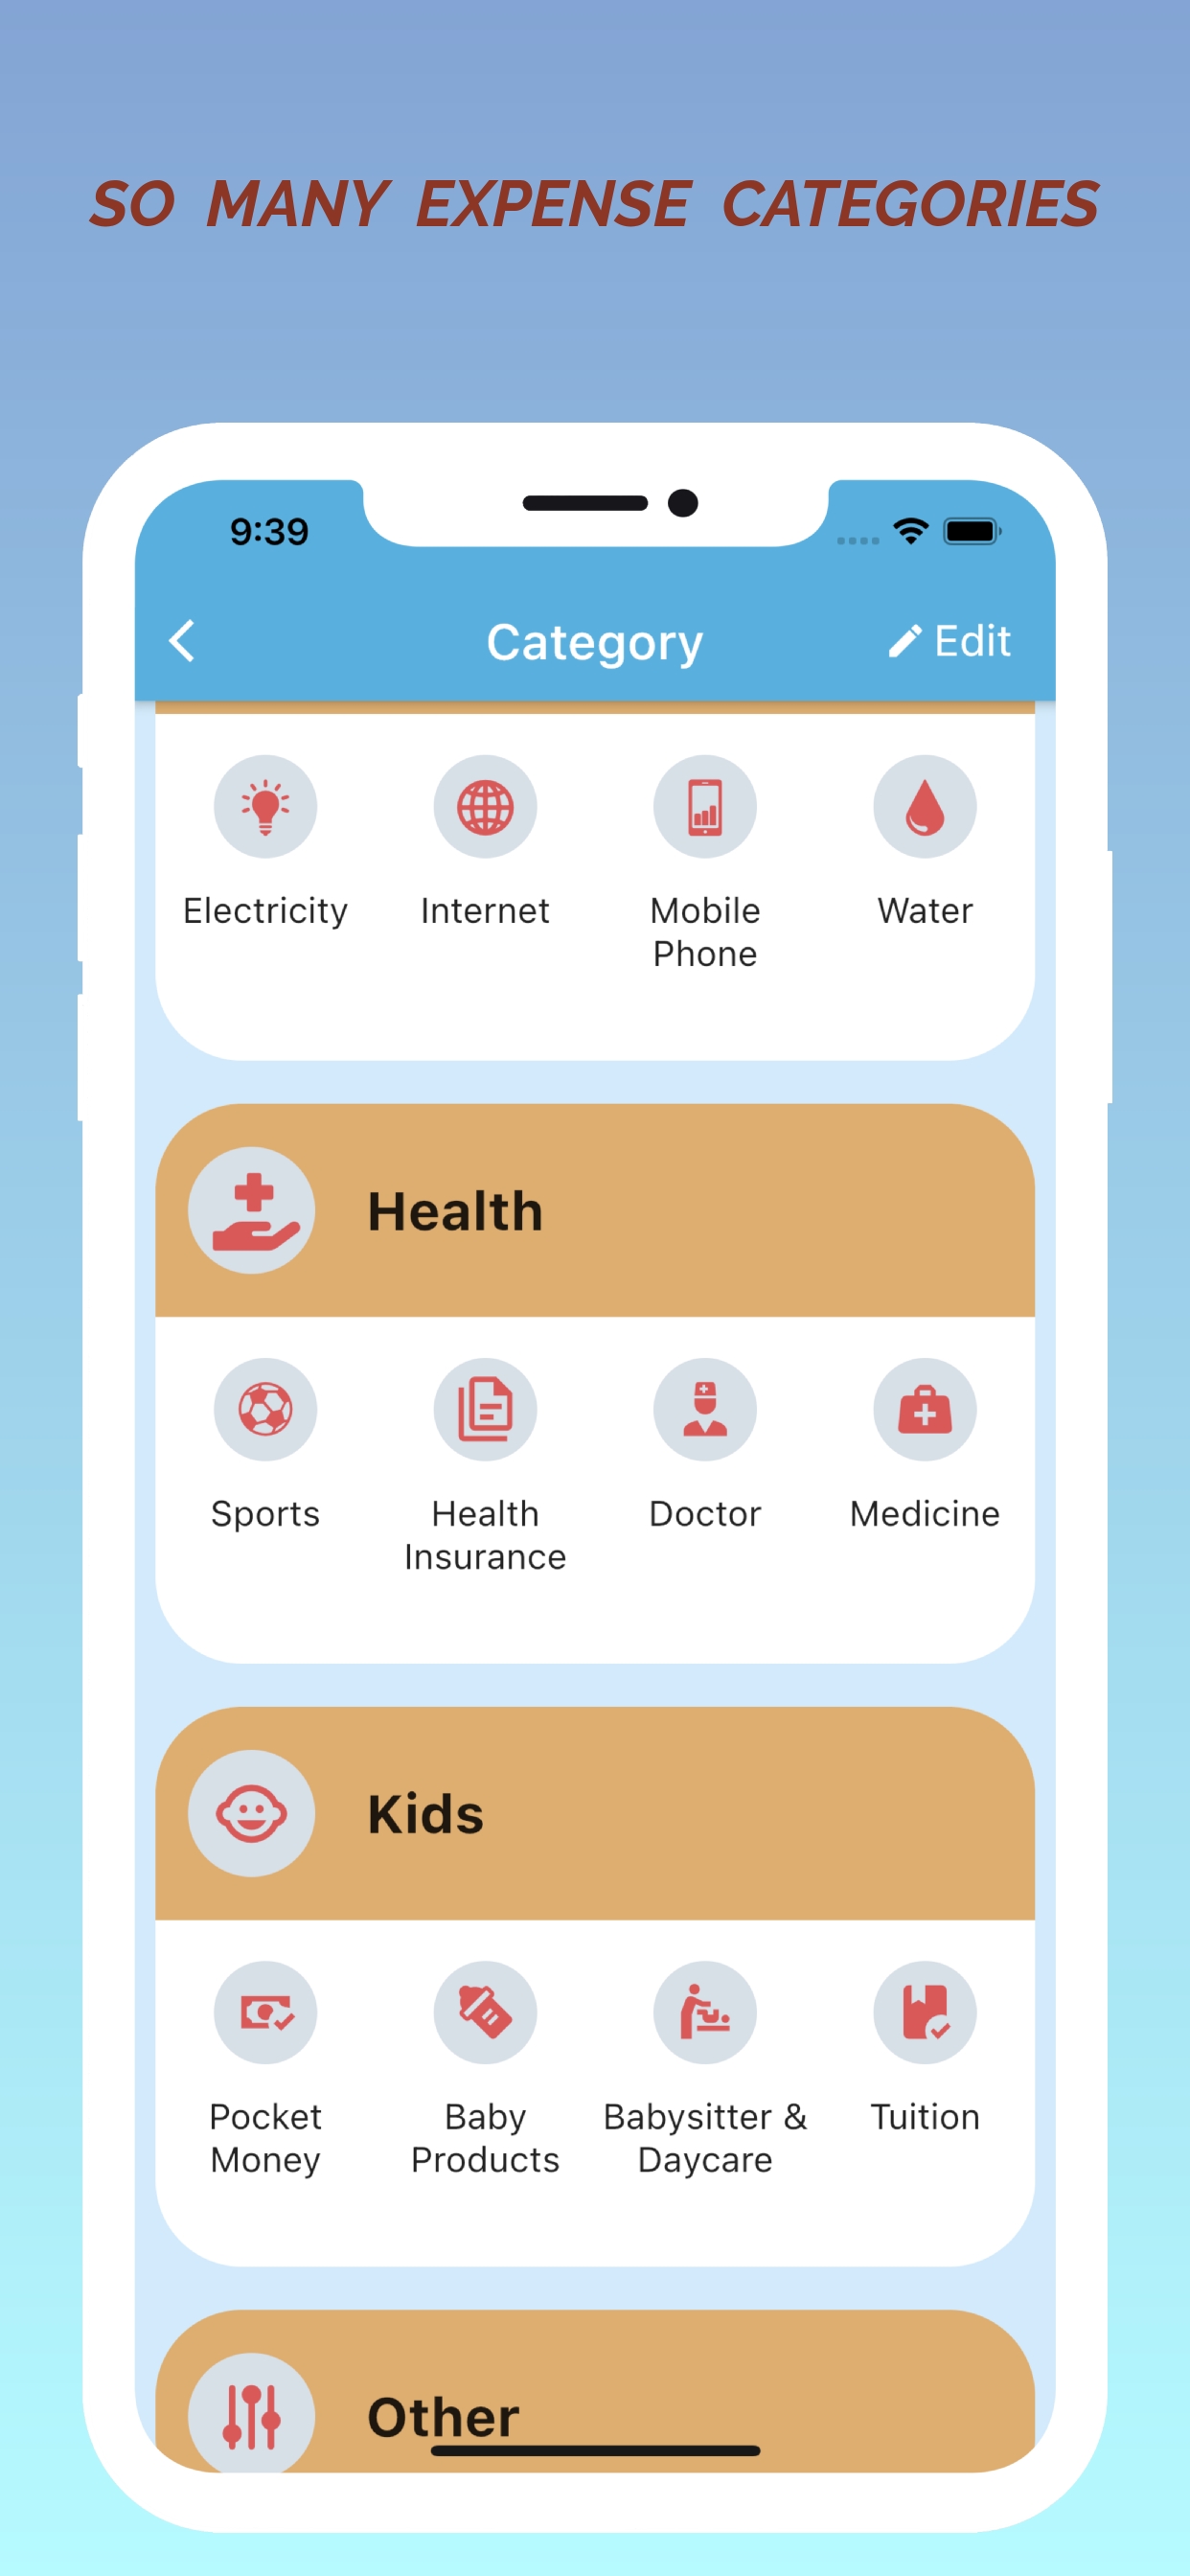 SO MANY EXPENSE CATEGORIES
9:39
Category
Edit
Electricity
Internet
Mobile
Phone
Water
Health
Sports
Health
Insurance
Doctor
Medicine
Kids
Pocket
Money
Baby
Products
Babysitter &
Daycare
Tuition
Other